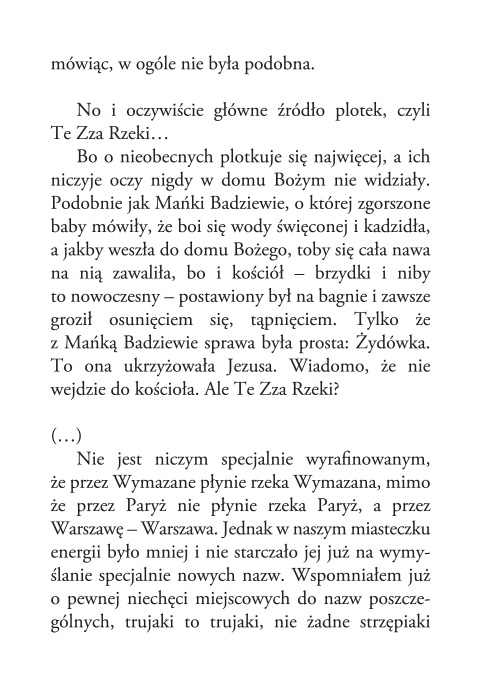 mówiąc, w ogóle nie była podobna.
No i oczywiście główne źródło plotek, czyli
Te Zza Rzeki…
Bo o nieobecnych plotkuje się najwięcej, a ich
niczyje oczy nigdy w domu Bożym nie widziały.
Podobnie jak Mańki Badziewie, o której zgorszone
baby mówiły, że boi się wody święconej i kadzidła,
a jakby weszła do domu Bożego, toby się cała nawa
na nią zawaliła, bo i kościół – brzydki i niby
to nowoczesny – postawiony był na bagnie i zawsze
groził osunięciem się, tąpnięciem. Tylko że
z Mańką Badziewie sprawa była prosta: Żydówka.
To ona ukrzyżowała Jezusa. Wiadomo, że nie
wejdzie do kościoła. Ale Te Zza Rzeki?
(…)
Nie jest niczym specjalnie wyrafinowanym,
że przez Wymazane płynie rzeka Wymazana, mimo
że przez Paryż nie płynie rzeka Paryż, a przez
Warszawę – Warszawa. Jednak w naszym miasteczku
energii było mniej i nie starczało jej już na wymy-
ślanie specjalnie nowych nazw. Wspomniałem już
o pewnej niechęci miejscowych do nazw poszcze-
gólnych, trujaki to trujaki, nie żadne strzępiaki